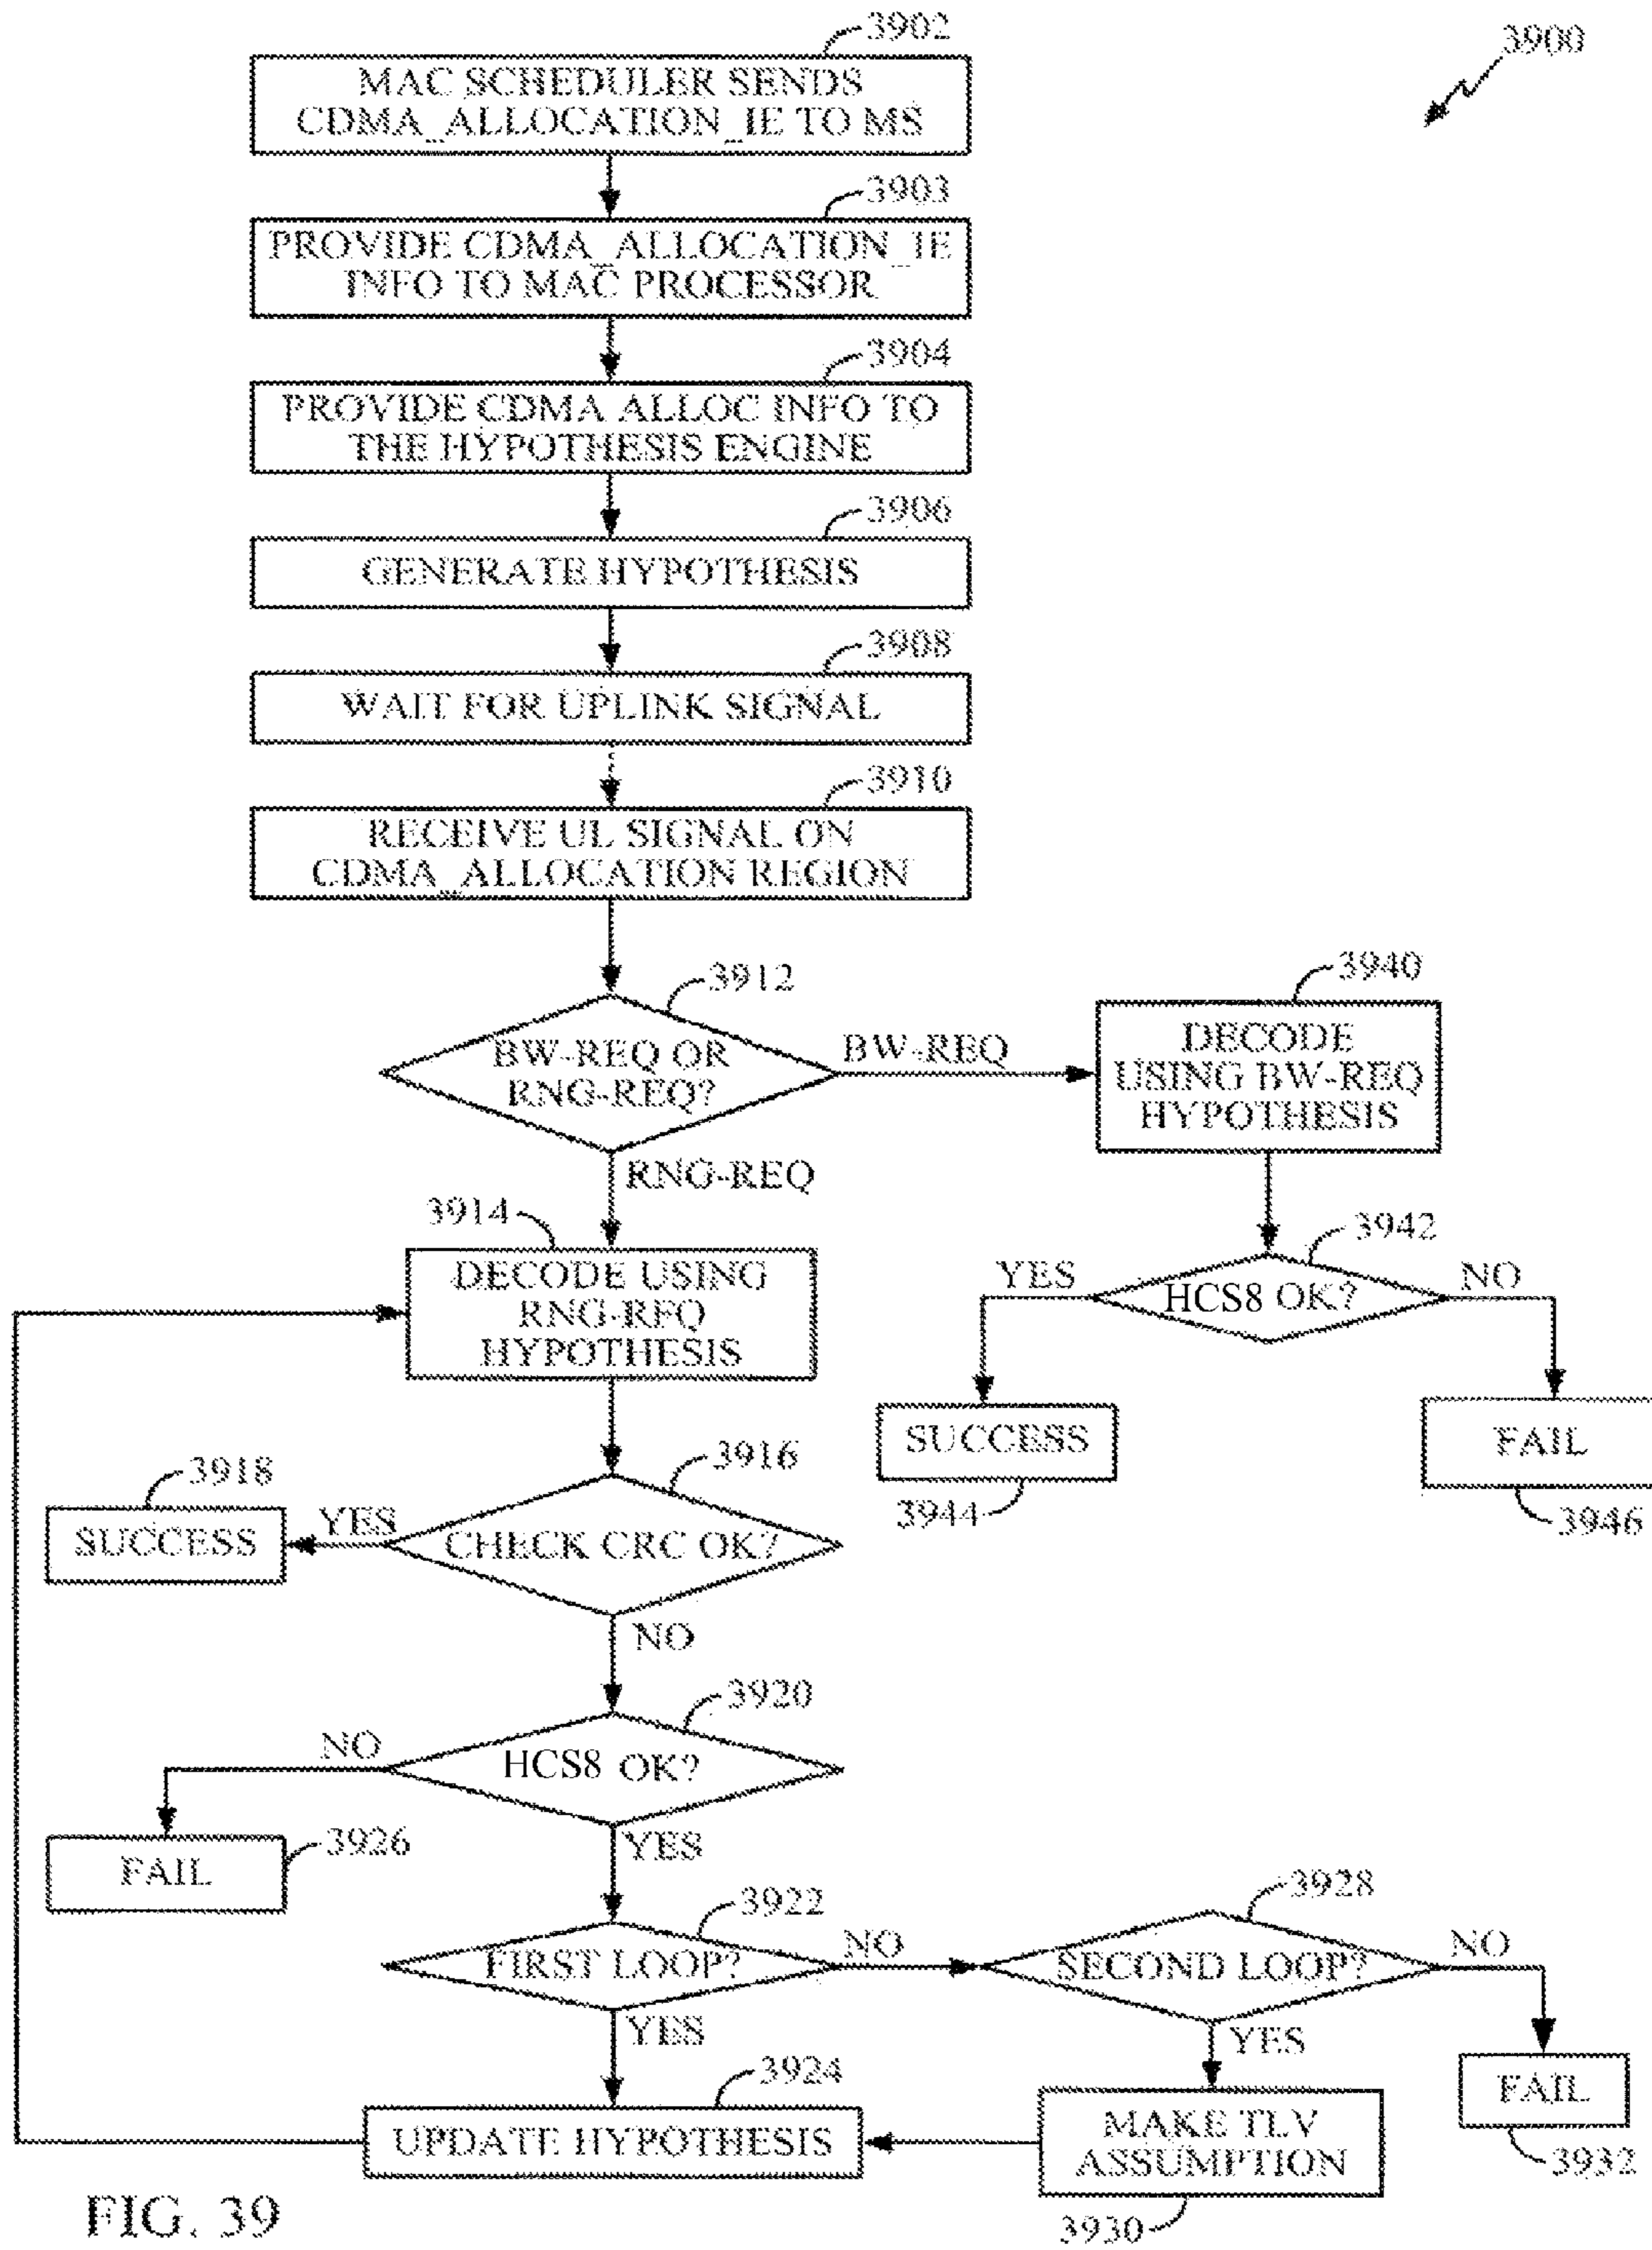 3900
3902
MAC SCHEDULER SENDS
CDMA_ALLOCATION_IE TO MS
3903
PROVIDE CDMA_ALLOCATION_IE
INFO TO MAC PROCESSOR
3904
PROVIDE CDMA ALLOC INFO TO
THE HYPOTHESIS ENGINE
3906
GENERATE HYPOTHESIS
3908
WAIT FOR UPLINK SIGNAL
3910
RECEIVE UL SIGNAL ON
CDMA_ALLOCATION REGION
3912
BW-REQ OR
RNG-REQ?
BW-REQ
RNG-REQ
3940
DECODE
USING BW-REQ
HYPOTHESIS
3942
HCS8 OK?
YES
NO
SUCCESS
3944
FAIL
3946
3914
DECODE USING
RNG-REQ
HYPOTHESIS
3916
CHECK CRC OK?
YES
3918
SUCCESS
NO
3920
HCS8 OK?
NO
FAIL
3926
YES
3922
FIRST LOOP?
NO
YES
3928
SECOND LOOP?
NO
YES
FAIL
3932
3924
UPDATE HYPOTHESIS
MAKE TLV
ASSUMPTION
3930
FIG. 39